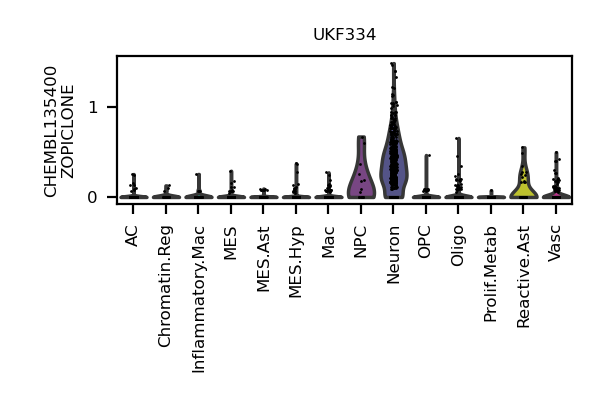 UKF334
CHEMBL135400
ZOPICLONE
1
0
AC
Chromatin.Reg
Inflammatory.Mac
MES
MES.Ast
MES.Hyp
Mac
NPC
Neuron
OPC
Oligo
Prolif.Metab
Reactive.Ast
Vasc